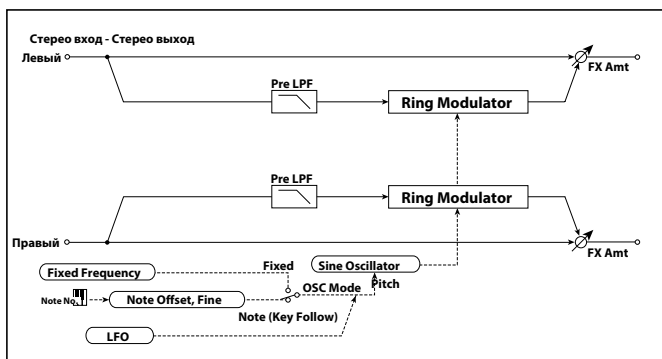 Стерео вход - Стерео выход
Левый
FX Amt
Pre LPF
Ring Modulator
Pre LPF
Ring Modulator
Правый
FX Amt
Fixed Frequency
Fixed
Sine Oscillator
OSC Mode
Pitch
Note No.
Note Offset, Fine
Note (Key Follow)
LFO